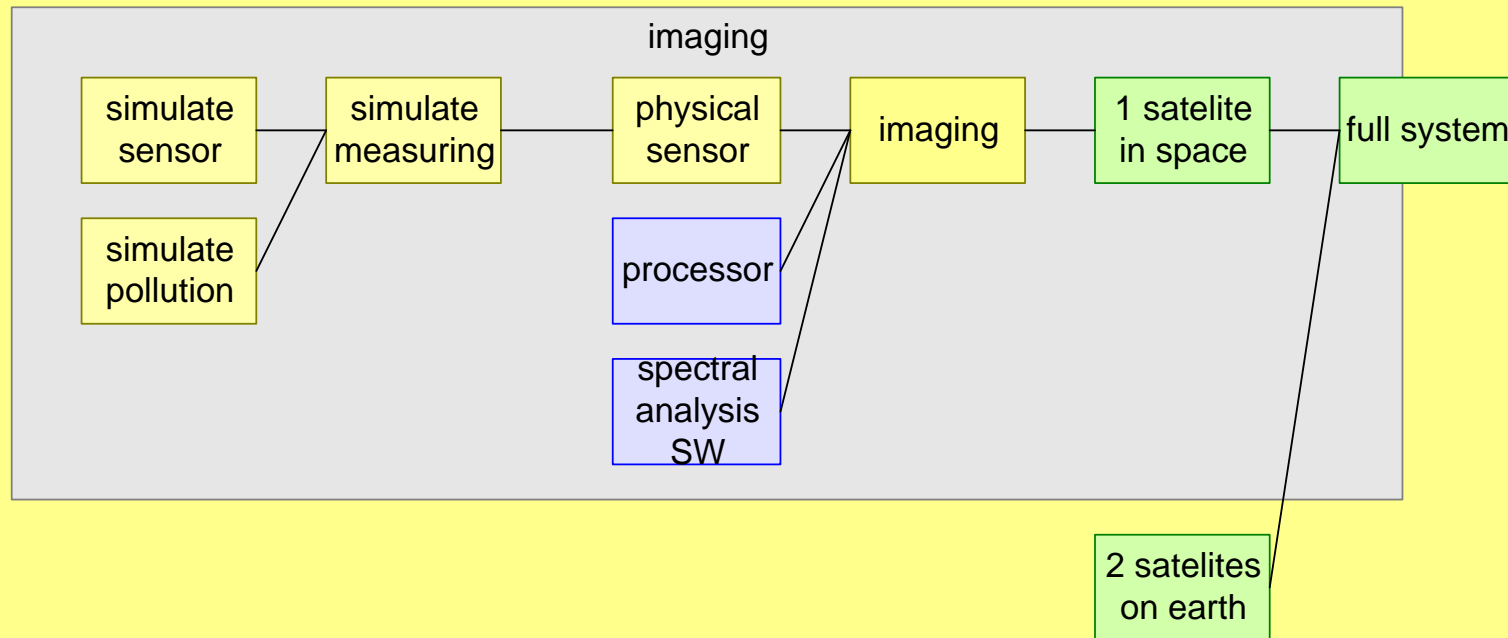 imaging
simulate
sensor
simulate
measuring
physical
sensor
imaging
1 satelite
in space
full system
simulate
pollution
processor
spectral
analysis
SW
2 satelites
on earth